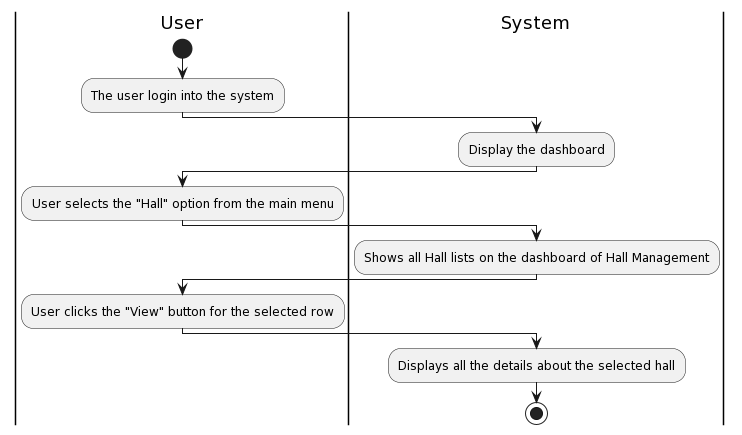 User
System
The user login into the system
Display the dashboard
User selects the "Hall" option from the main menu
Shows all Hall lists on the dashboard of Hall Management
User clicks the "View" button for the selected row
Displays all the details about the selected hall